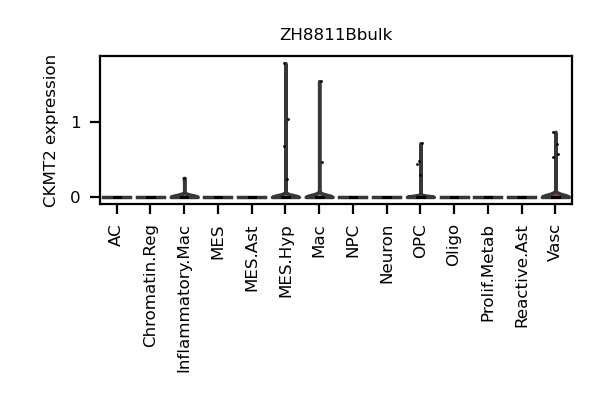 ZH8811Bbulk
CKMT2 expression
1
0
AC
Chromatin.Reg
Inflammatory.Mac
MES
MES.Ast
MES.Hyp
Mac
NPC
Neuron
OPC
Oligo
Prolif.Metab
Reactive.Ast
Vasc